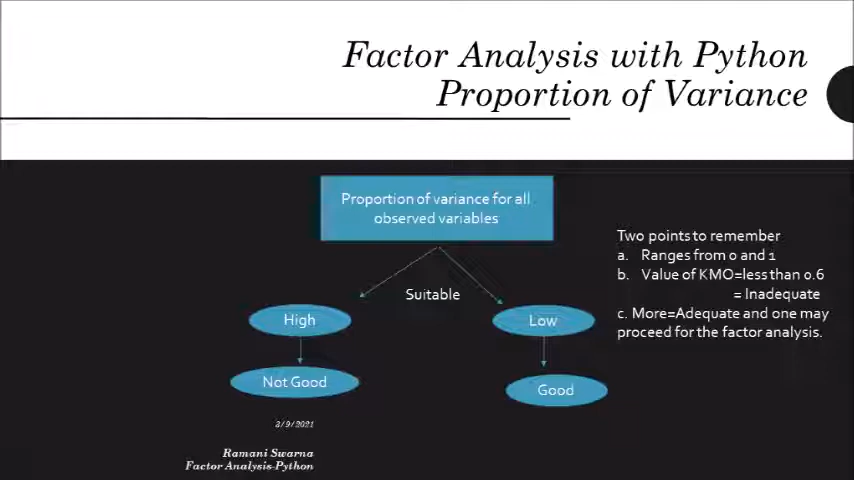 Factor Analysis with Python
Proportion of Variance
Proportion of variance for all
observed variables
Suitable
High
Low
Not Good
Good
Two points to remember
a. Ranges from 0 and 1
b. Value of KMO=less than 0.6
= Inadequate
c. More=Adequate and one may
proceed for the factor analysis.
3/9/2021
Ramani Swarna
Factor Analysis-Python